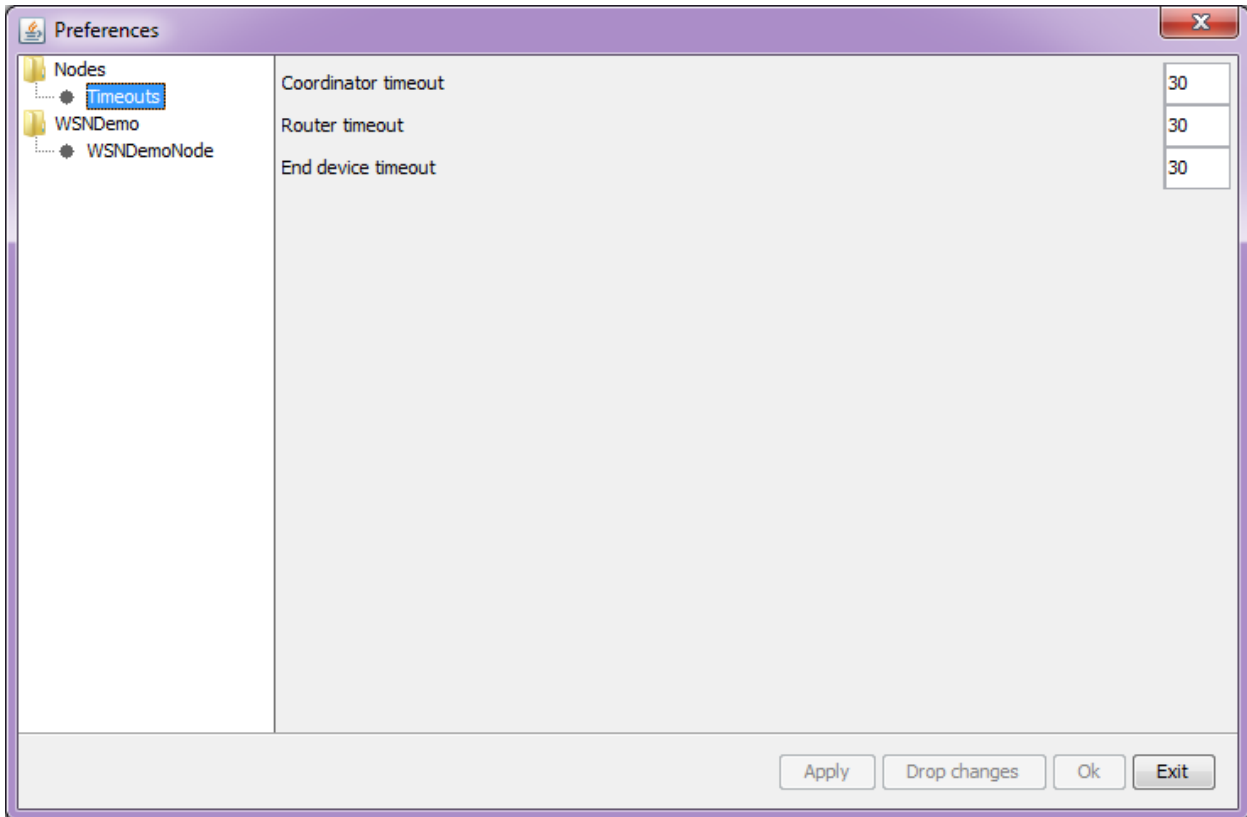 Preferences
Nodes
Timeouts
WSNDemo
WSNDemoNode
Coordinator timeout 30
Router timeout 30
End device timeout 30
Apply Drop changes Ok Exit